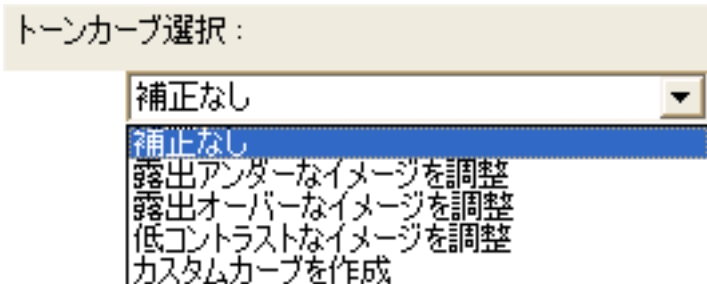 トーンカーブ選択：
補正なし
補正なし
露出アンダーなイメージを調整
露出オーバーなイメージを調整
低コントラストなイメージを調整
カスタムカーブを作成